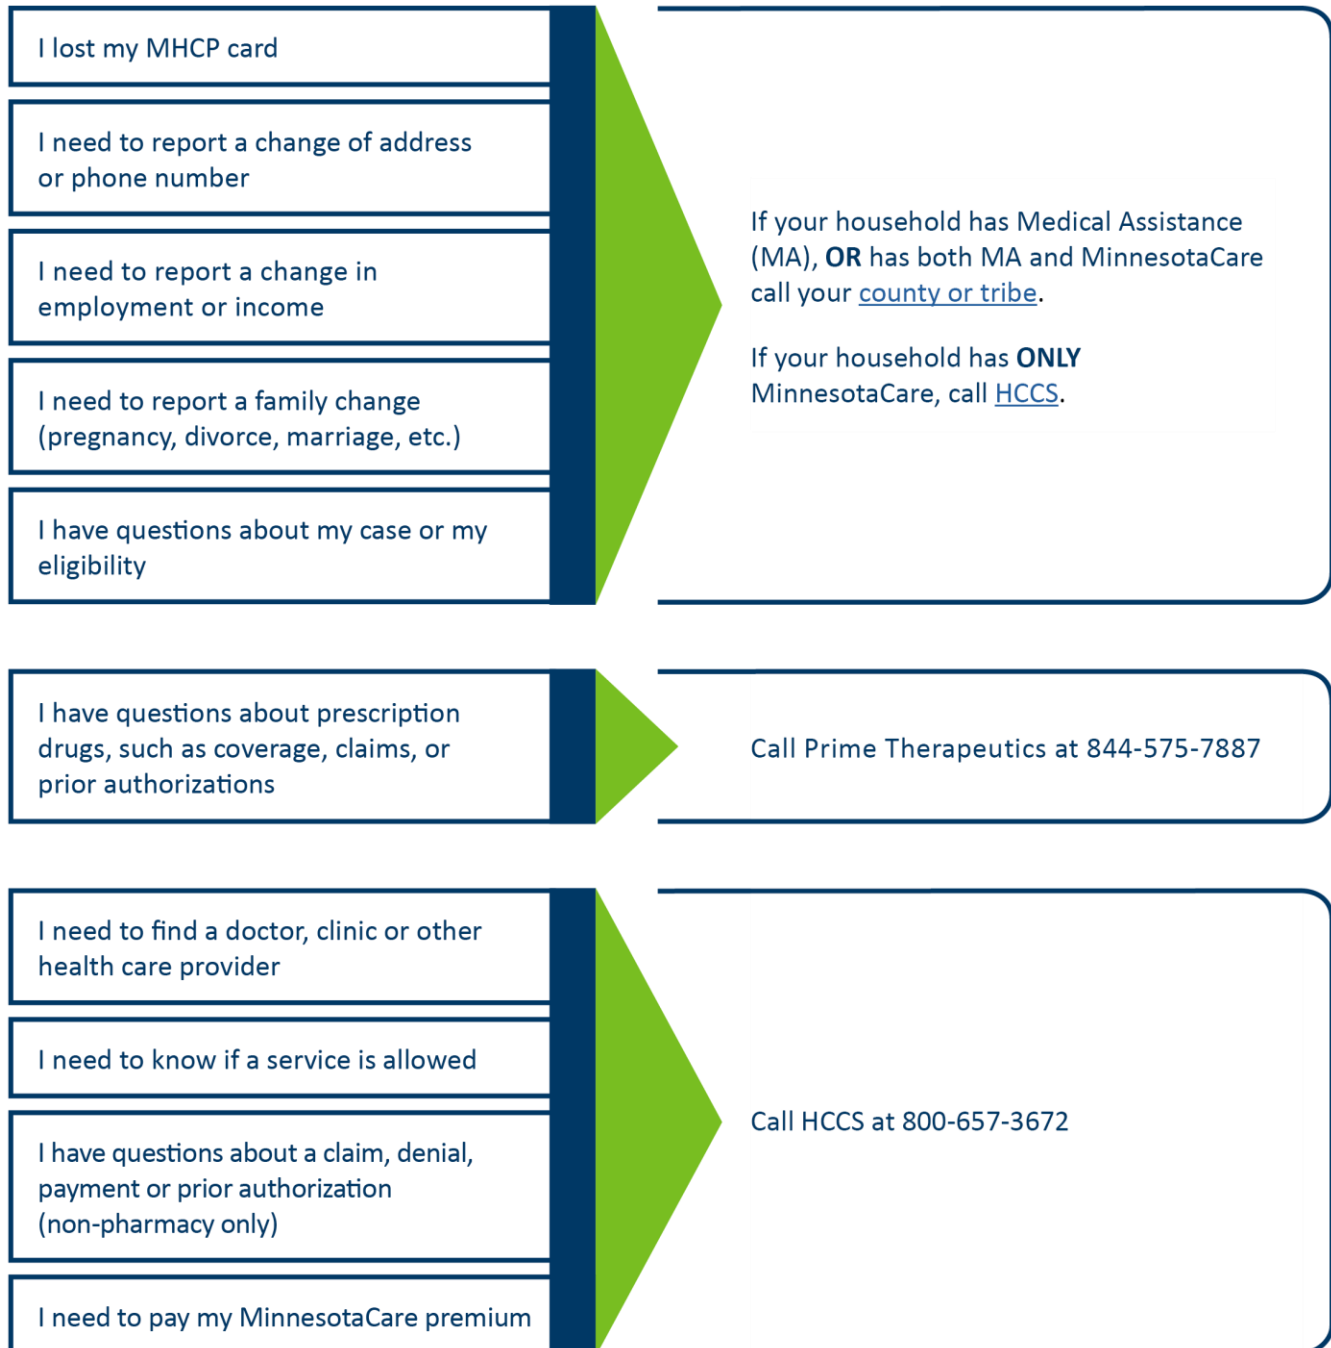 I lost my MHCP card
I need to report a change of address
or phone number
I need to report a change in
employment or income
I need to report a family change
(pregnancy, divorce, marriage, etc.)
I have questions about my case or my
eligibility
If your household has Medical Assistance
(MA), OR has both MA and MinnesotaCare
call your county or tribe.
If your household has ONLY
MinnesotaCare, call HCCS.
I have questions about prescription
drugs, such as coverage, claims, or
prior authorizations
Call Prime Therapeutics at 844-575-7887
I need to find a doctor, clinic or other
health care provider
I need to know if a service is allowed
I have questions about a claim, denial,
payment or prior authorization
(non-pharmacy only)
I need to pay my MinnesotaCare premium
Call HCCS at 800-657-3672